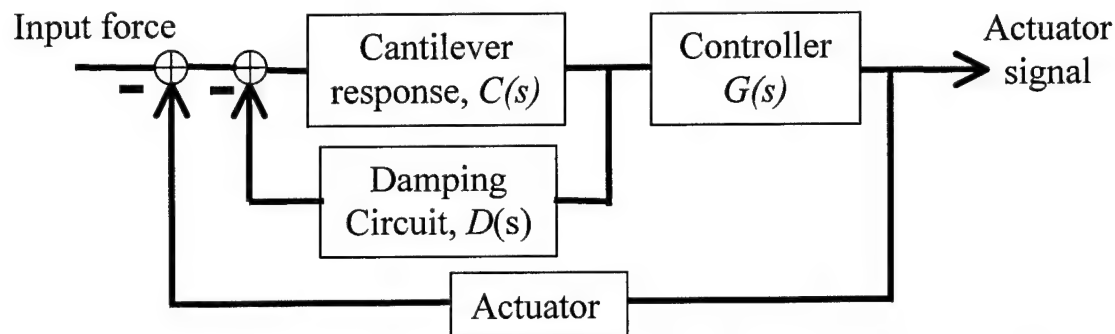 Input force
Cantilever
response, C(s)
Controller
G(s)
Actuator
signal
Damping
Circuit, D(s)
Actuator